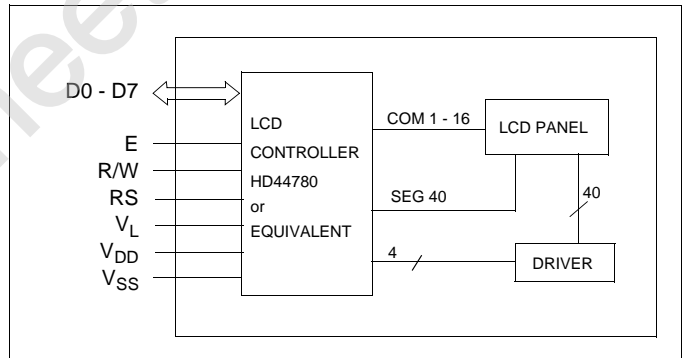 D0 - D7
E
R/W
RS
VL
VDD
VSS
LCD
CONTROLLER
HD44780
or
EQUIVALENT
COM 1 - 16
SEG 40
4
LCD PANEL
40
DRIVER